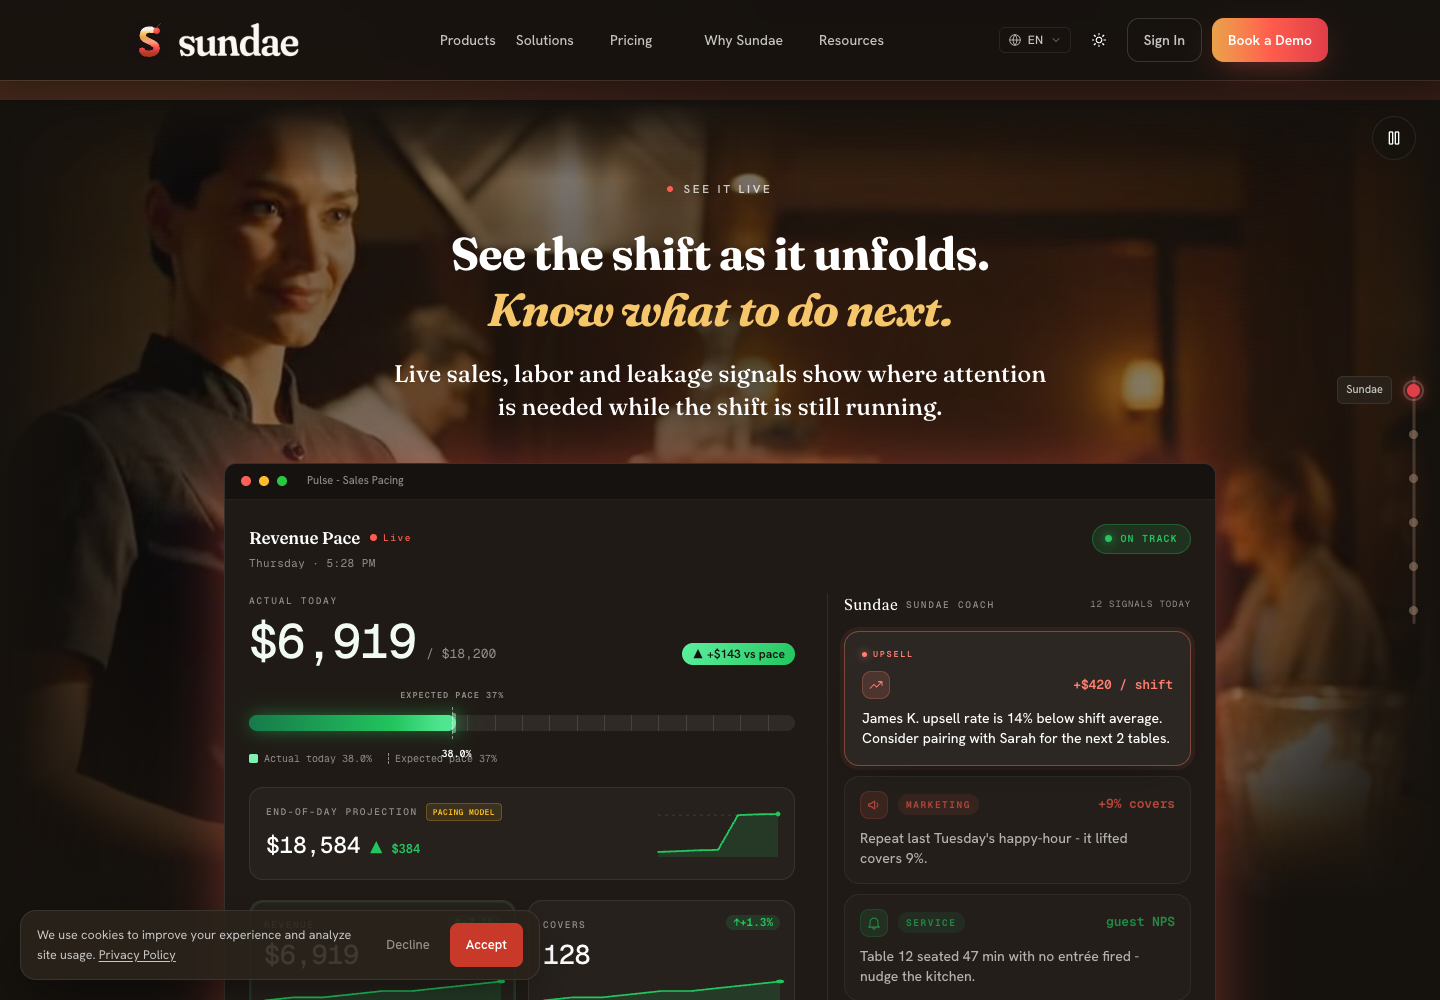 sundae
Products
Solutions
Pricing
Why Sundae
Resources
EN
Sign In
Book a Demo
SEE IT LIVE
See the shift as it unfolds.
Know what to do next.
Live sales, labor and leakage signals show where attention
is needed while the shift is still running.
Sundae
Pulse - Sales Pacing
Revenue Pace
Live
Thursday · 5:28 PM
ON TRACK
ACTUAL TODAY
$6,919 / $18,200
▲ +$143 vs pace
EXPECTED PACE 37%
38.0%
Actual today 38.0%
Expected pace 37%
END-OF-DAY PROJECTION
PACING MODEL
$18,584 ▲ $384
REVENUE
$6,919
COVERS
↑+1.3%
128
Sundae SUNDAE COACH
12 SIGNALS TODAY
UPSELL
+$420 / shift
James K. upsell rate is 14% below shift average.
Consider pairing with Sarah for the next 2 tables.
MARKETING
+9% covers
Repeat last Tuesday's happy-hour - it lifted
covers 9%.
SERVICE
guest NPS
Table 12 seated 47 min with no entrée fired -
nudge the kitchen.
We use cookies to improve your experience and analyze
site usage. Privacy Policy
Decline
Accept